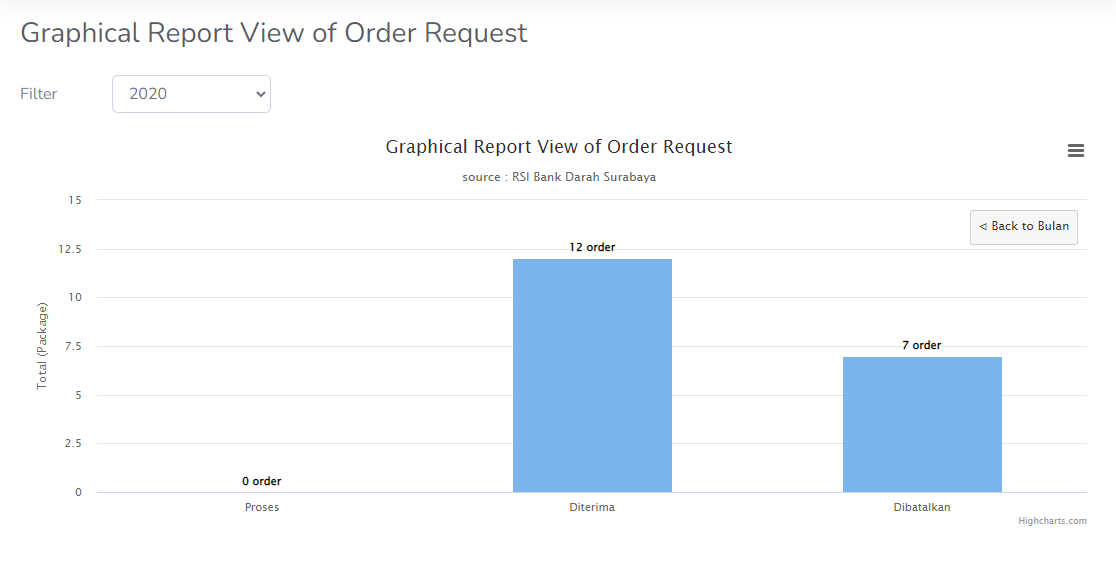 Graphical Report View of Order Request
Filter
2020
Graphical Report View of Order Request
source : RSI Bank Darah Surabaya
◁ Back to Bulan
Total (Package)
15
12.5
10
7.5
5
2.5
0
0 order
12 order
7 order
Proses
Diterima
Dibatalkan
Highcharts.com